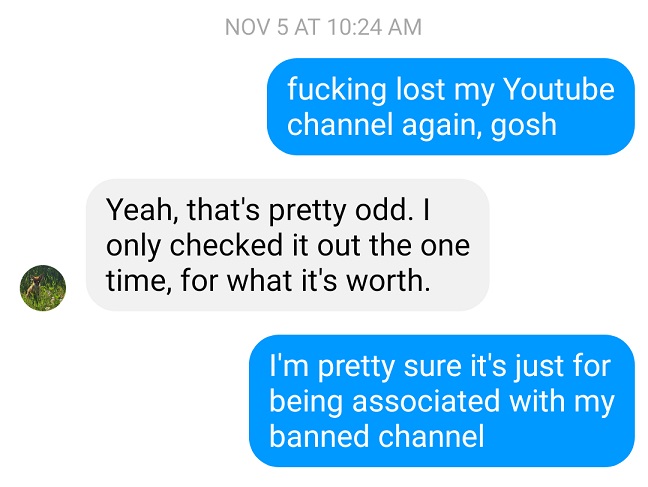 NOV 5 AT 10:24 AM
fucking lost my Youtube
channel again, gosh
Yeah, that's pretty odd. I
only checked it out the one
time, for what it's worth.
I'm pretty sure it's just for
being associated with my
banned channel